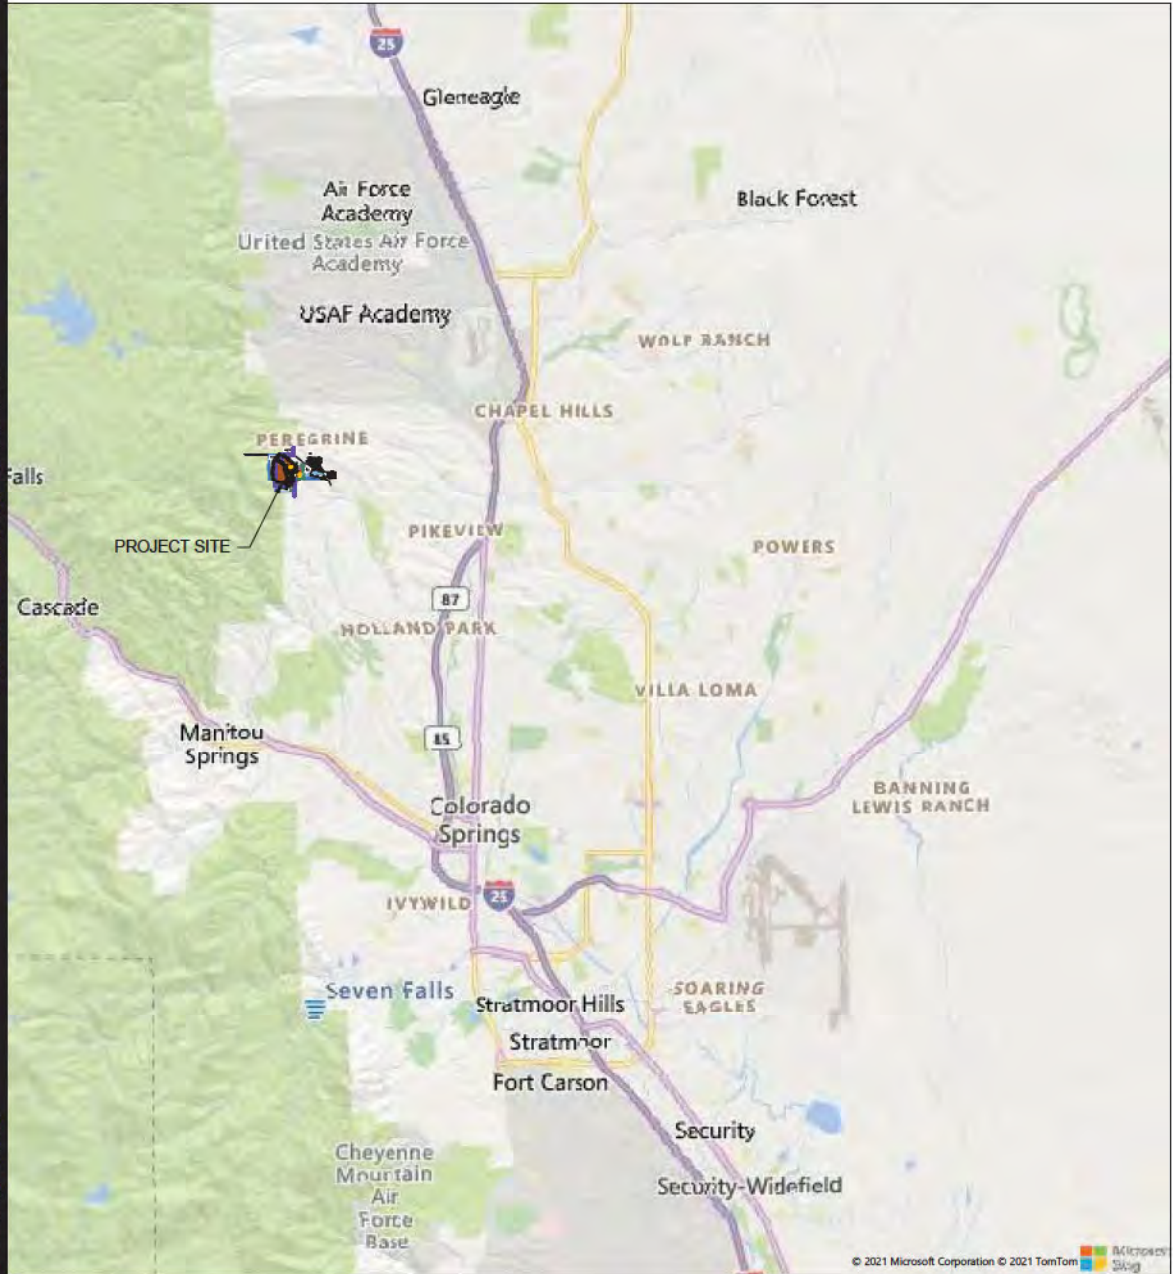 25
Gleneagle
Air Force
Academy
Black Forest
United States Air Force
Academy
USAF Academy
WOLF RANCH
CHAPEL HILLS
PEREGRINE
Falls
PIKEVIEW
PROJECT SITE
POWERS
87
Cascade
HOLLAND PARK
VILLA LOMA
Manitou
Springs
85
BANNING
LEWIS RANCH
Colorado
Springs
25
IVYWILD
Seven Falls
SOARING
EAGLES
Stratmoor Hills
Stratmoor
Fort Carson
Security
Cheyenne
Mountain
Air
Force
Base
Security-Widefield
© 2021 Microsoft Corporation © 2021 TomTom
Microsoft
Bing